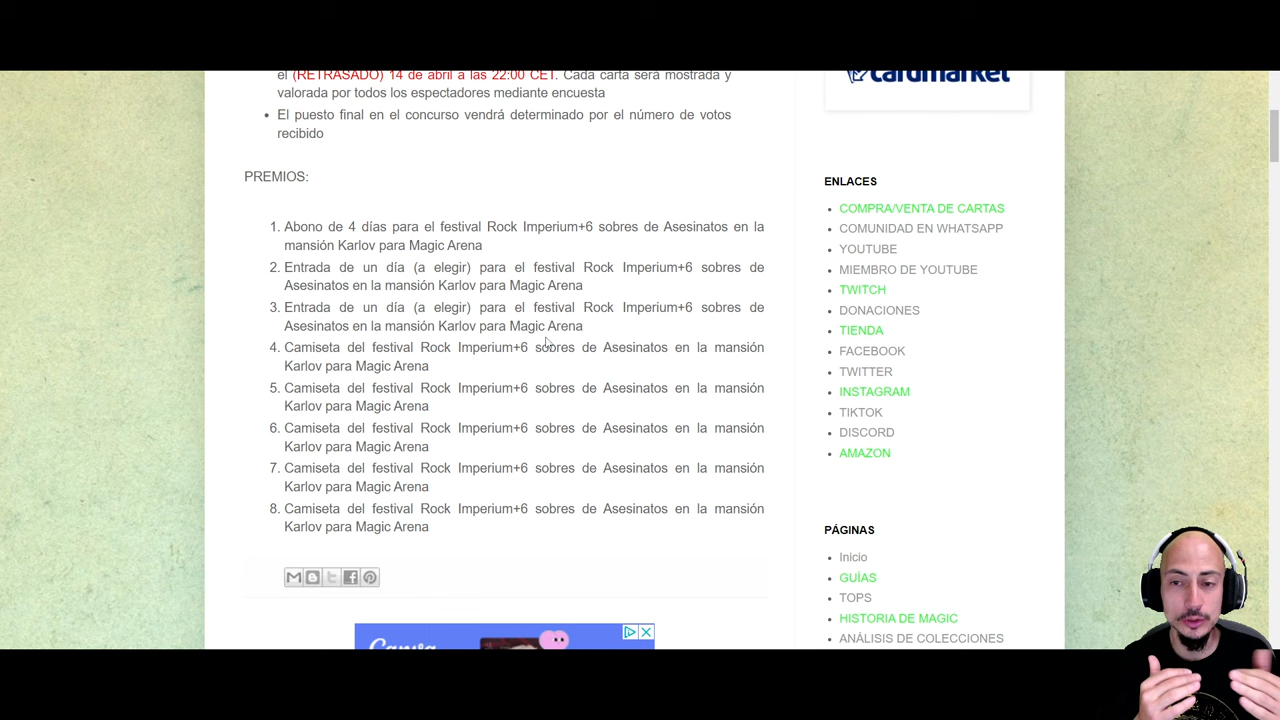 el (RETRASADO) 14 de abril a las 22:00 CET. Cada carta será mostrada y
valorada por todos los espectadores mediante encuesta
• El puesto final en el concurso vendrá determinado por el número de votos
recibido
PREMIOS:
1. Abono de 4 días para el festival Rock Imperium+6 sobres de Asesinatos en la
mansión Karlov para Magic Arena
2. Entrada de un día (a elegir) para el festival Rock Imperium+6 sobres de
Asesinatos en la mansión Karlov para Magic Arena
3. Entrada de un día (a elegir) para el festival Rock Imperium+6 sobres de
Asesinatos en la mansión Karlov para Magic Arena
4. Camiseta del festival Rock Imperium+6 sobres de Asesinatos en la mansión
Karlov para Magic Arena
5. Camiseta del festival Rock Imperium+6 sobres de Asesinatos en la mansión
Karlov para Magic Arena
6. Camiseta del festival Rock Imperium+6 sobres de Asesinatos en la mansión
Karlov para Magic Arena
7. Camiseta del festival Rock Imperium+6 sobres de Asesinatos en la mansión
Karlov para Magic Arena
8. Camiseta del festival Rock Imperium+6 sobres de Asesinatos en la mansión
Karlov para Magic Arena
Canva
cardmarket
ENLACES
• COMPRA/VENTA DE CARTAS
• COMUNIDAD EN WHATSAPP
• YOUTUBE
• MIEMBRO DE YOUTUBE
• TWITCH
• DONACIONES
• TIENDA
• FACEBOOK
• TWITTER
• INSTAGRAM
• TIKTOK
• DISCORD
• AMAZON
PÁGINAS
• Inicio
• GUÍAS
• TOPS
• HISTORIA DE MAGIC
• ANÁLISIS DE COLECCIONES